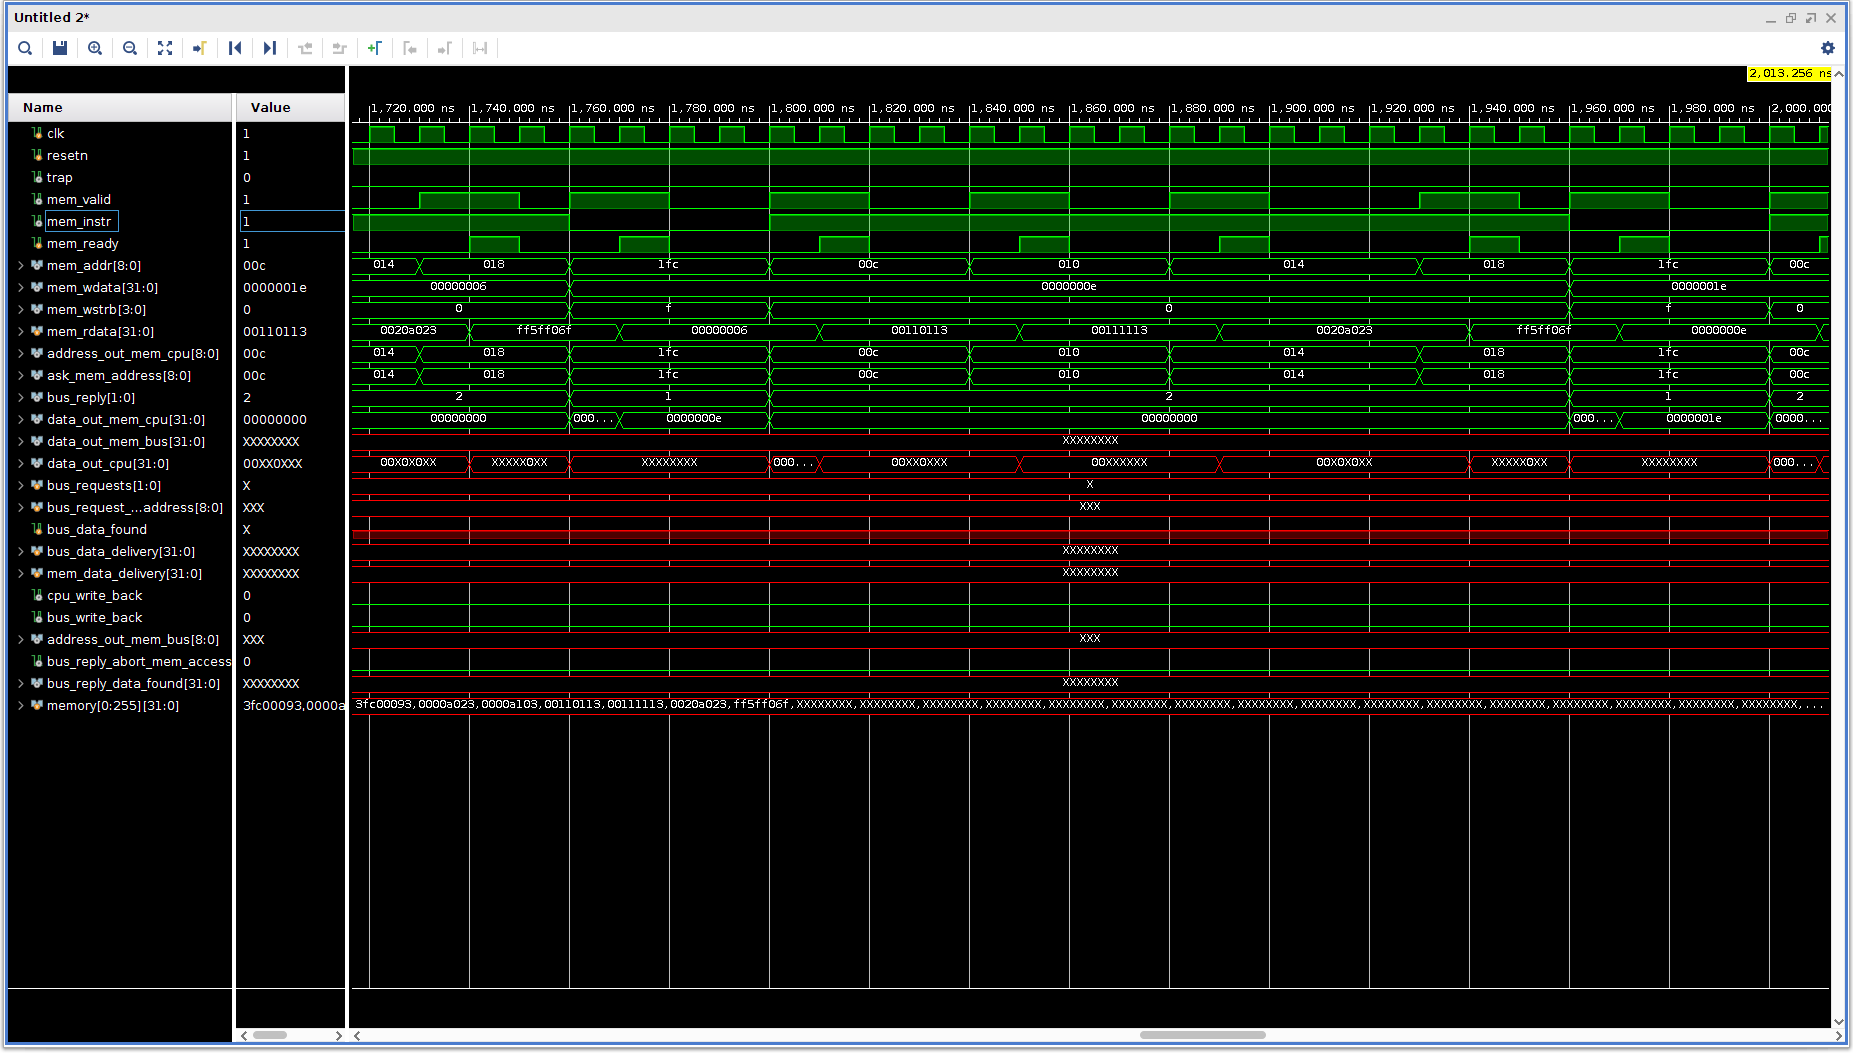 Untitled 2*
2,013.256 ns
Name Value
1,720.000 ns 1,740.000 ns 1,760.000 ns 1,780.000 ns 1,800.000 ns 1,820.000 ns 1,840.000 ns 1,860.000 ns 1,880.000 ns 1,900.000 ns 1,920.000 ns 1,940.000 ns 1,960.000 ns 1,980.000 ns 2,000.000
clk 1
resetn 1
trap 0
mem_valid 1
mem_instr 1
mem_ready 1
mem_addr[8:0] 00c 014 018 1fc 00c 010 014 018 1fc 00c
mem_wdata[31:0] 0000001e 00000006 0000000e 0000001e
mem_wstrb[3:0] 0 0 f 0 f 0
mem_rdata[31:0] 00110113 0020a023 ff5ff06f 00000006 00110113 00111113 0020a023 ff5ff06f 0000000e
address_out_mem_cpu[8:0] 00c 014 018 1fc 00c 010 014 018 1fc 00c
ask_mem_address[8:0] 00c 014 018 1fc 00c 010 014 018 1fc 00c
bus_reply[1:0] 2 2 1 2 1 2
data_out_mem_cpu[31:0] 00000000 00000000 000... 0000000e 00000000 000... 0000001e 0000...
data_out_mem_bus[31:0] XXXXXXXX XXXXXXXX
data_out_cpu[31:0] 00XX0XXX 00X0X0XX XXXXX0XX XXXXXXXX 000... 00XX0XXX 00XXXXXX 00X0X0XX XXXXX0XX XXXXXXXX 000...
bus_requests[1:0] X X
bus_request_...address[8:0] XXX XXX
bus_data_found X
bus_data_delivery[31:0] XXXXXXXX XXXXXXXX
mem_data_delivery[31:0] XXXXXXXX XXXXXXXX
cpu_write_back 0
bus_write_back 0
address_out_mem_bus[8:0] XXX XXX
bus_reply_abort_mem_access 0
bus_reply_data_found[31:0] XXXXXXXX XXXXXXXX
memory[0:255][31:0] 3fc00093,0000a 3fc00093,0000a023,0000a103,00110113,00111113,0020a023,ff5ff06f,XXXXXXXX,XXXXXXXX,XXXXXXXX,XXXXXXXX,XXXXXXXX,XXXXXXXX,XXXXXXXX,XXXXXXXX,XXXXXXXX,XXXXXXXX,XXXXXXXX,XXXXXXXX,XXXXXXXX,XXXXXXXX,XXXXXXXX,XXXXXXXX,...